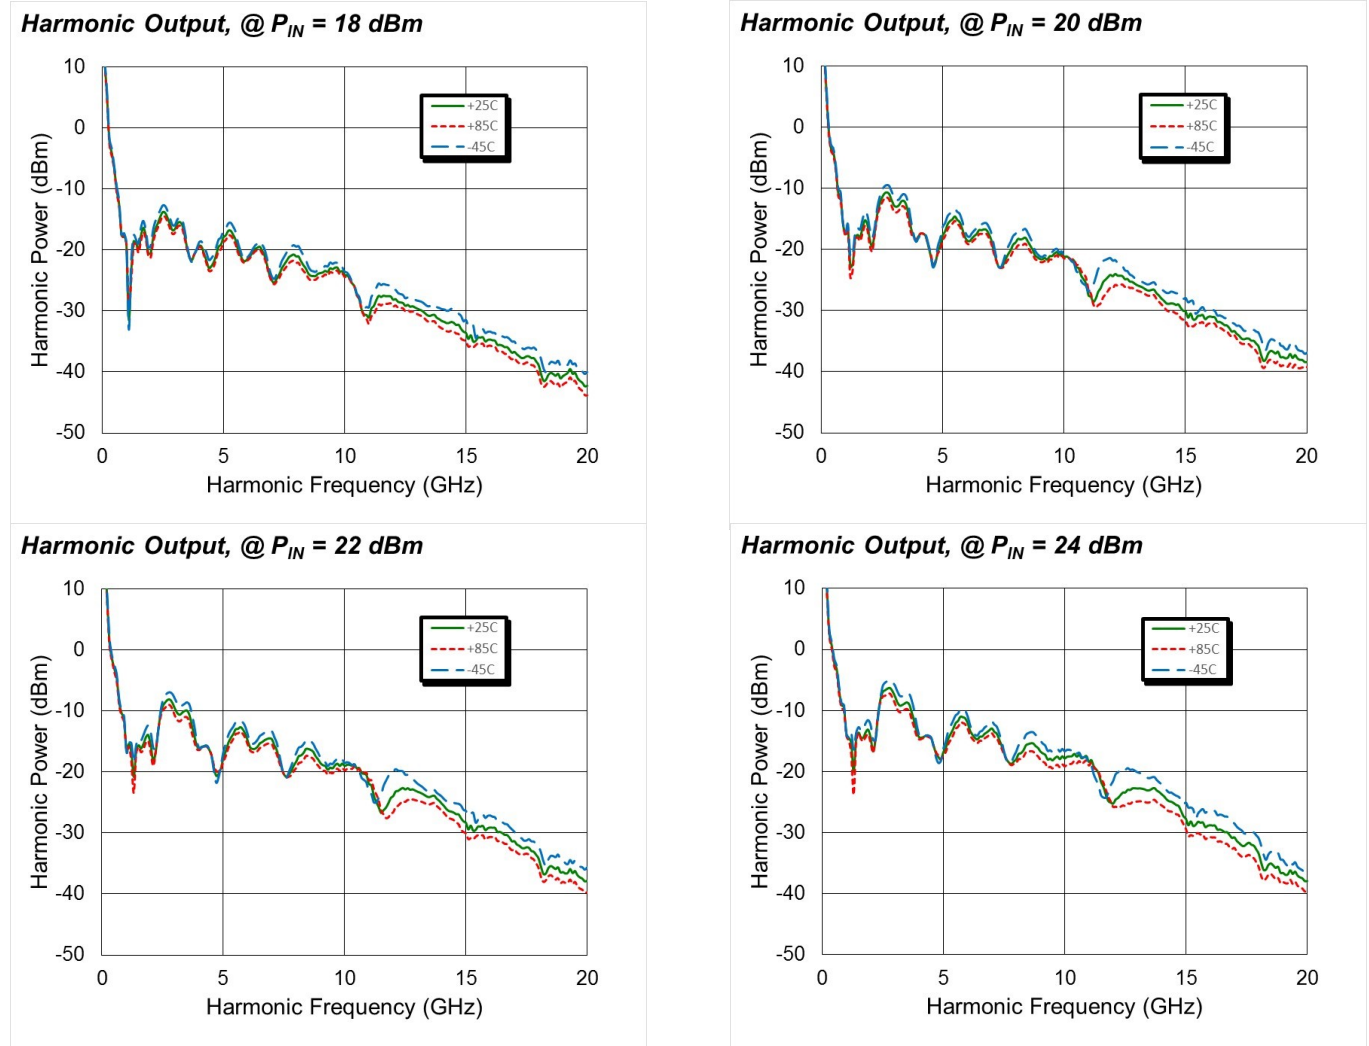 Harmonic Output, @ PIN = 18 dBm
10
0
-10
-20
-30
-40
-50
Harmonic Power (dBm)
+25C
+85C
-45C
0 5 10 15 20
Harmonic Frequency (GHz)
Harmonic Output, @ PIN = 20 dBm
10
0
-10
-20
-30
-40
-50
Harmonic Power (dBm)
+25C
+85C
-45C
0 5 10 15 20
Harmonic Frequency (GHz)
Harmonic Output, @ PIN = 22 dBm
10
0
-10
-20
-30
-40
-50
Harmonic Power (dBm)
+25C
+85C
-45C
0 5 10 15 20
Harmonic Frequency (GHz)
Harmonic Output, @ PIN = 24 dBm
10
0
-10
-20
-30
-40
-50
Harmonic Power (dBm)
+25C
+85C
-45C
0 5 10 15 20
Harmonic Frequency (GHz)